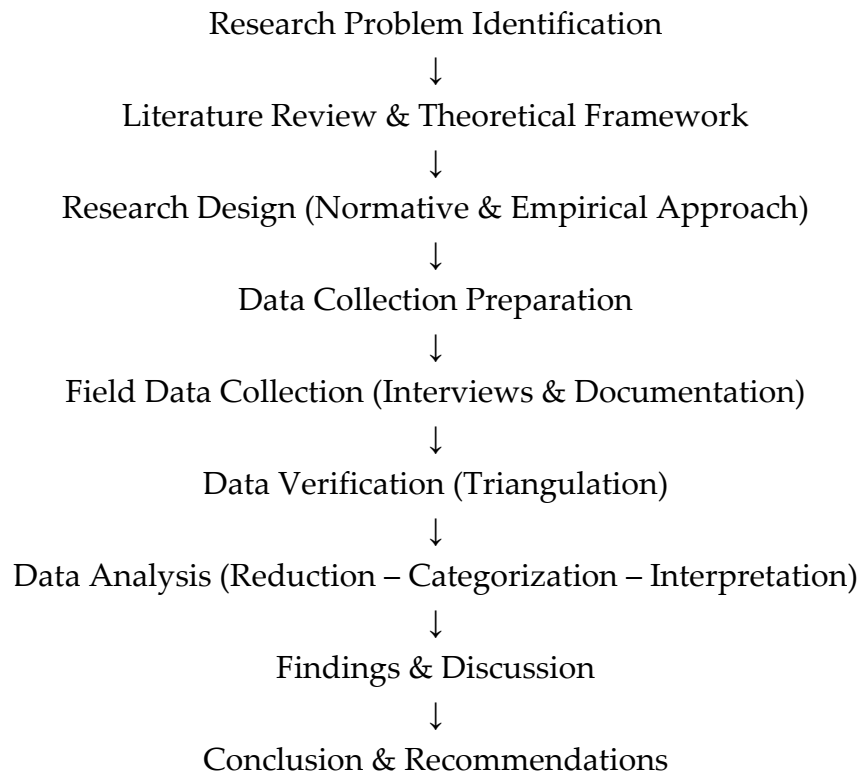 Research Problem Identification
↓
Literature Review & Theoretical Framework
↓
Research Design (Normative & Empirical Approach)
↓
Data Collection Preparation
↓
Field Data Collection (Interviews & Documentation)
↓
Data Verification (Triangulation)
↓
Data Analysis (Reduction – Categorization – Interpretation)
↓
Findings & Discussion
↓
Conclusion & Recommendations